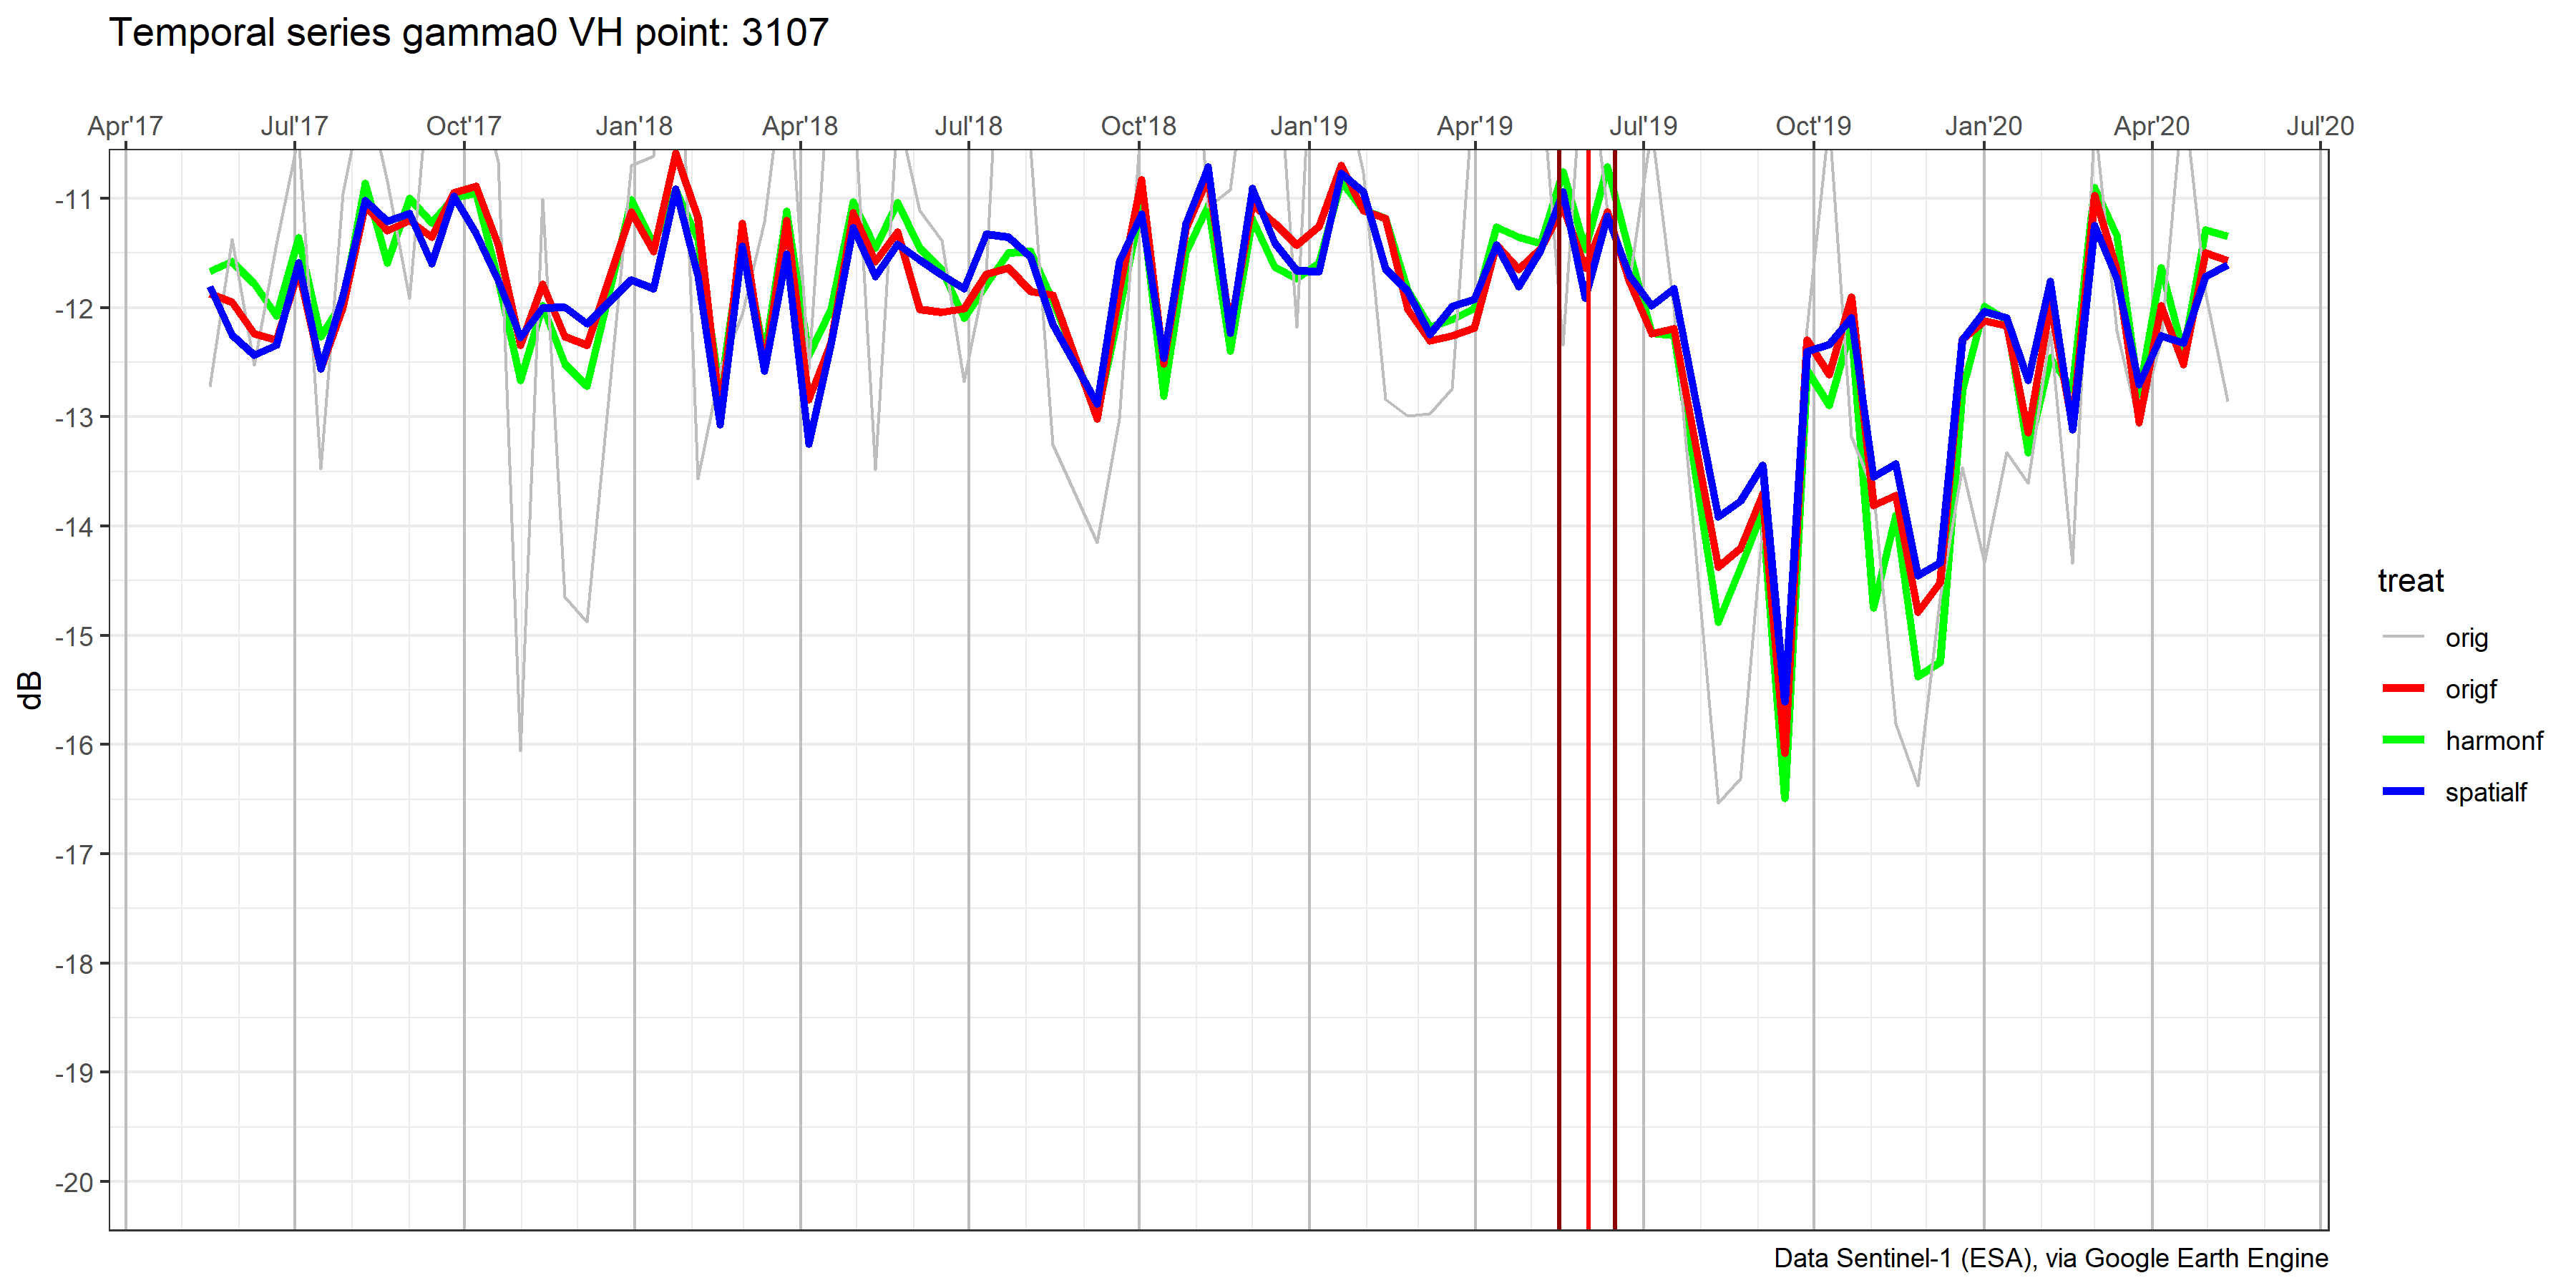 Temporal series gamma0 VH point: 3107
Apr'17 Jul'17 Oct'17 Jan'18 Apr'18 Jul'18 Oct'18 Jan'19 Apr'19 Jul'19 Oct'19 Jan'20 Apr'20 Jul'20
-11
-12
-13
-14
-15
-16
-17
-18
-19
-20
dB
treat
orig
origf
harmonf
spatialf
Data Sentinel-1 (ESA), via Google Earth Engine